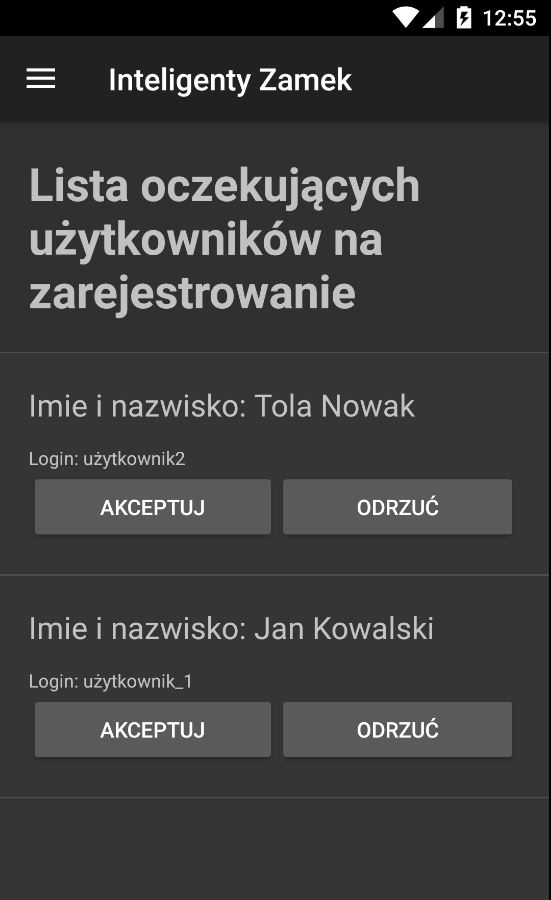 12:55
Inteligenty Zamek
Lista oczekujących
użytkowników na
zarejestrowanie
Imie i nazwisko: Tola Nowak
Login: użytkownik2
AKCEPTUJ ODRZUĆ
Imie i nazwisko: Jan Kowalski
Login: użytkownik_1
AKCEPTUJ ODRZUĆ